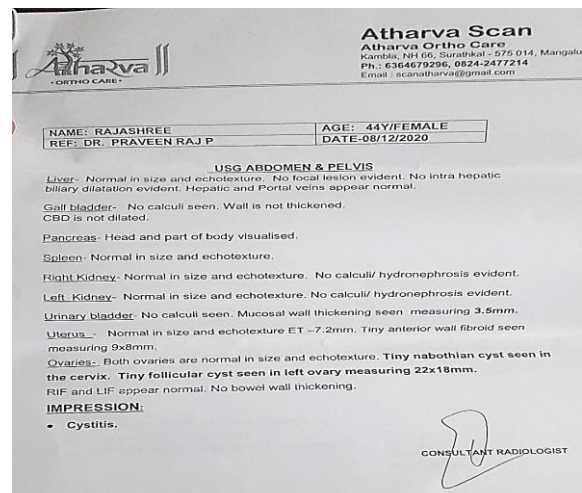 Atharva
• ORTHO CARE •
Atharva Scan
Atharva Ortho Care
Kambla, NH 66, Surathkal - 575 014, Mangalu
Ph.: 6364679296, 0824-2477214
Email : scanatharva@gmail.com
NAME: RAJASHREE AGE: 44Y/FEMALE
REF: DR. PRAVEEN RAJ P DATE-08/12/2020
USG ABDOMEN & PELVIS
Liver- Normal in size and echotexture. No focal lesion evident. No intra hepatic
biliary dilatation evident. Hepatic and Portal veins appear normal.
Gall bladder- No calculi seen. Wall is not thickened.
CBD is not dilated.
Pancreas- Head and part of body visualised.
Spleen- Normal in size and echotexture.
Right Kidney- Normal in size and echotexture. No calculi/ hydronephrosis evident.
Left Kidney- Normal in size and echotexture. No calculi/ hydronephrosis evident.
Urinary bladder- No calculi seen. Mucosal wall thickening seen measuring 3.5mm.
Uterus - Normal in size and echotexture ET –7.2mm. Tiny anterior wall fibroid seen
measuring 9x8mm.
Ovaries- Both ovaries are normal in size and echotexture. Tiny nabothian cyst seen in
the cervix. Tiny follicular cyst seen in left ovary measuring 22x18mm.
RIF and LIF appear normal. No bowel wall thickening.
IMPRESSION:
• Cystitis.
CONSULTANT RADIOLOGIST